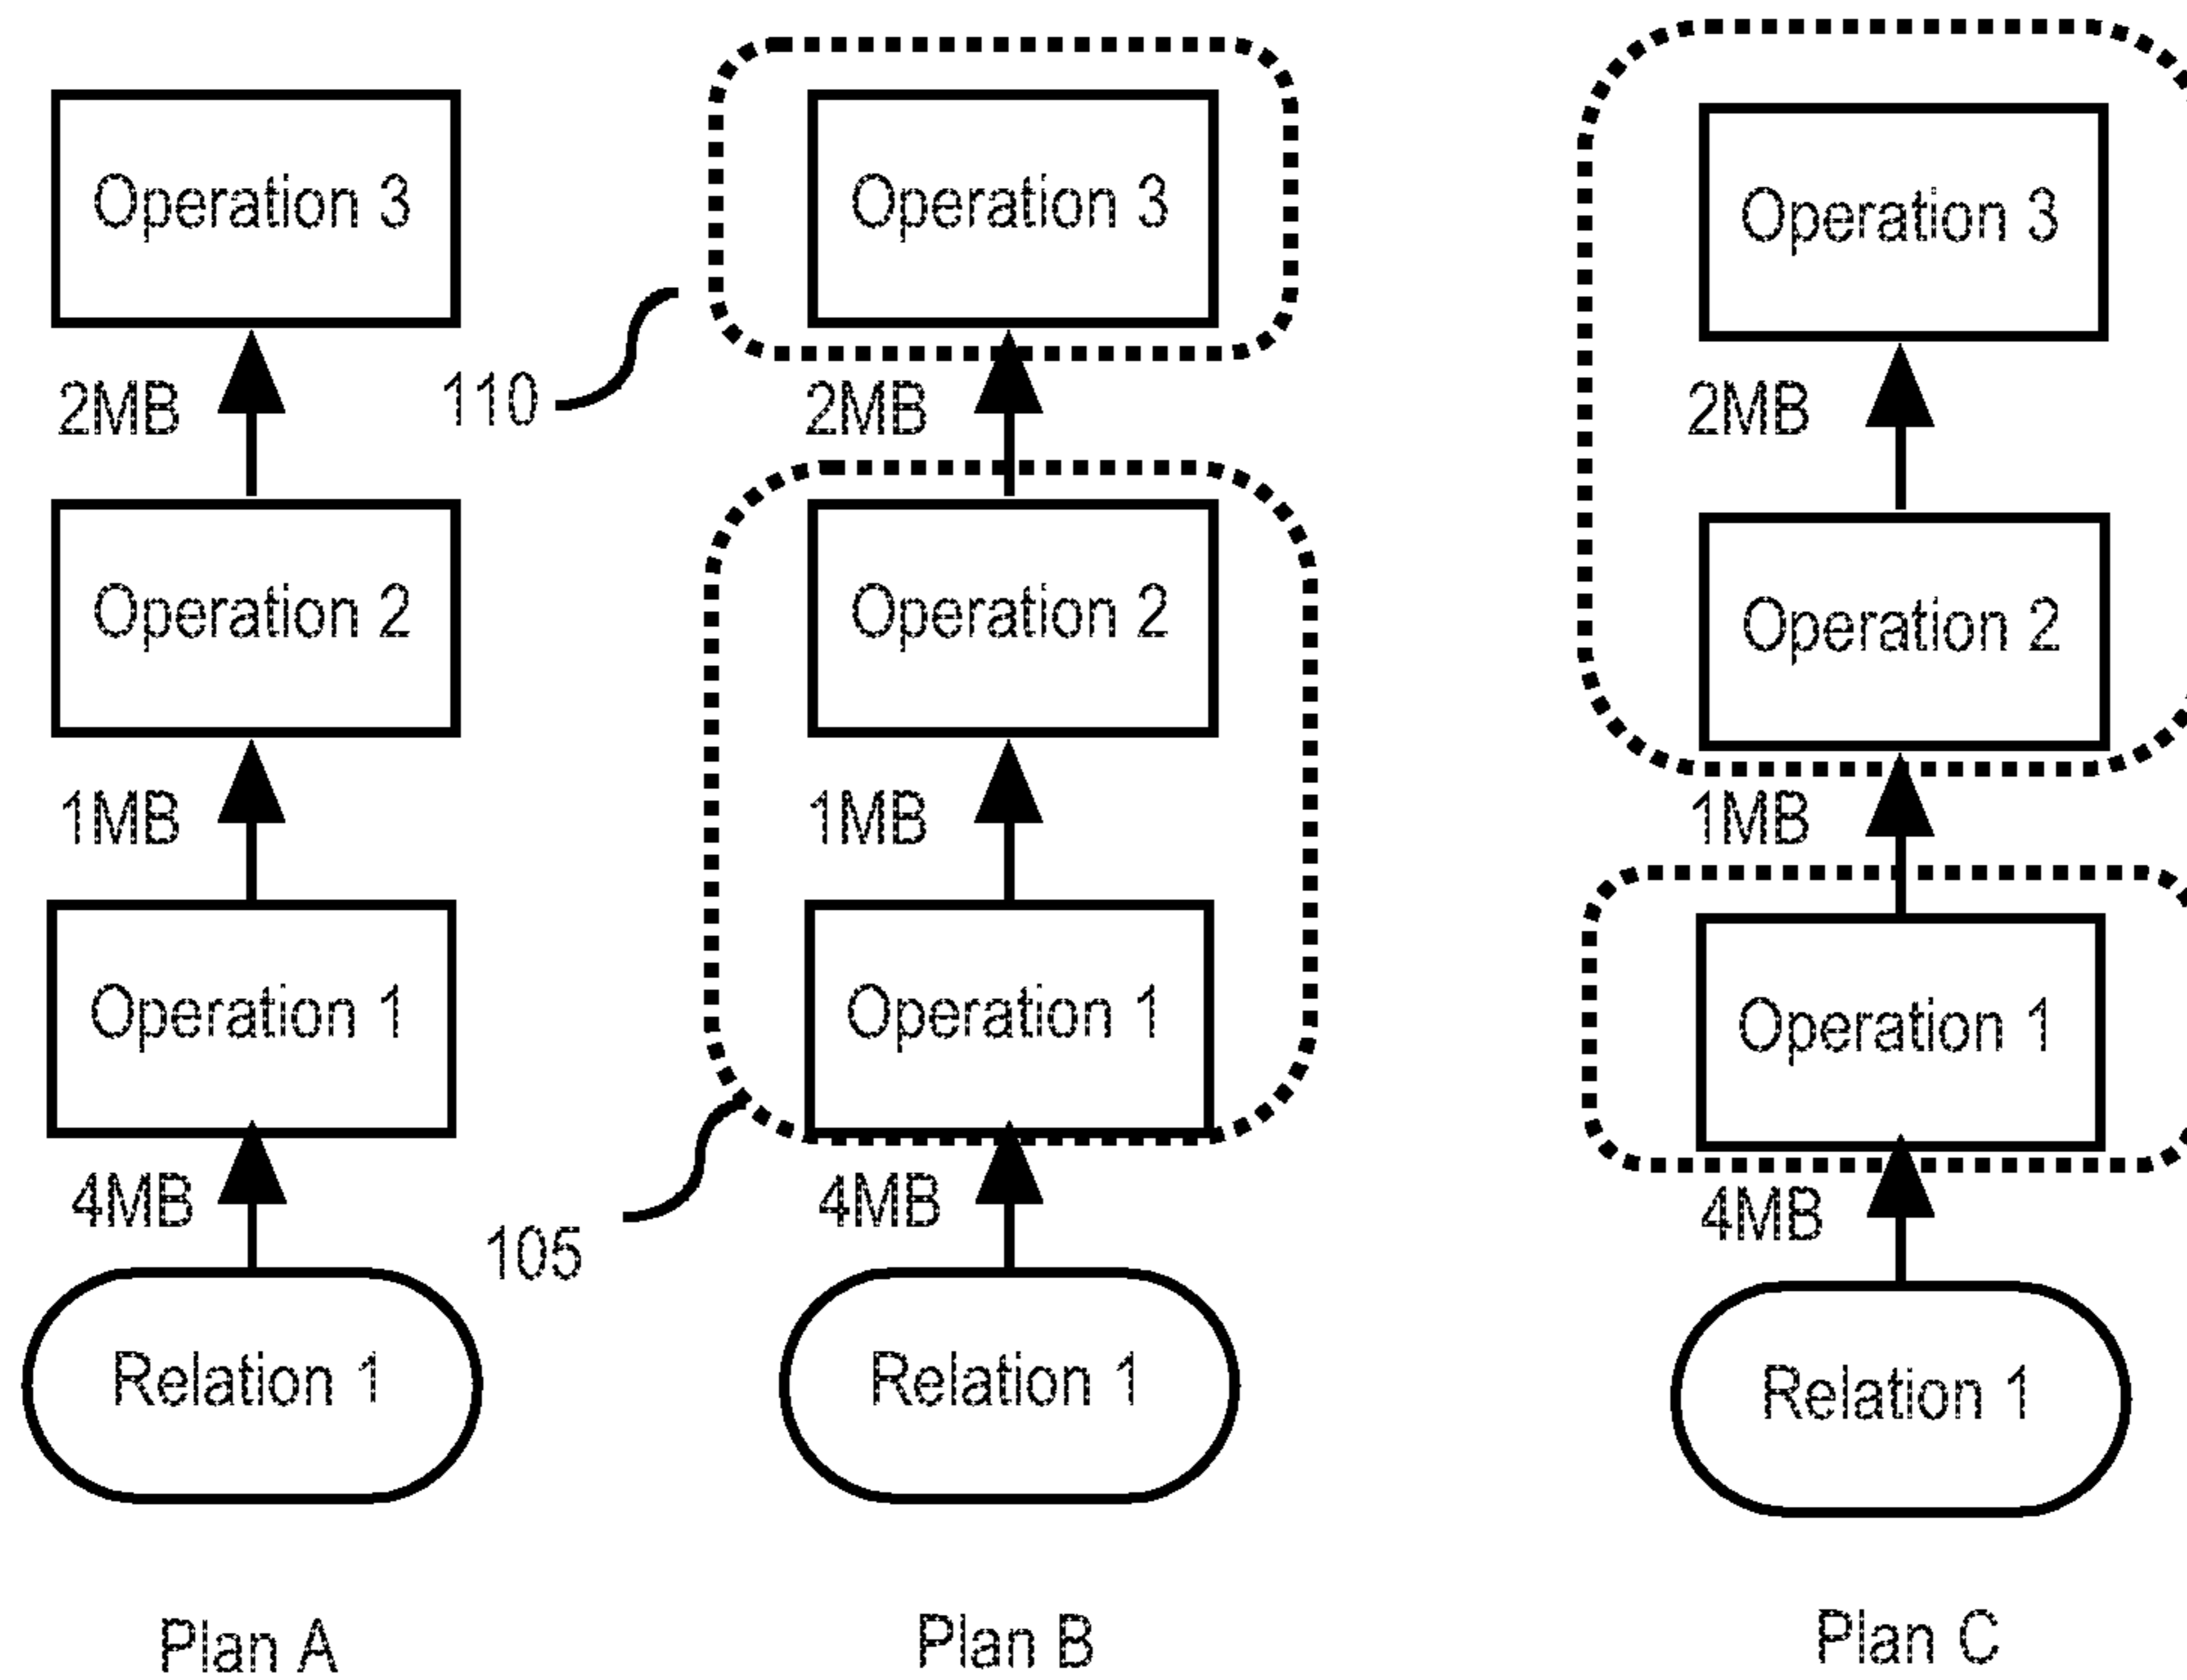 Operation 3
2MB
Operation 2
1MB
Operation 1
4MB
Relation 1
Plan A
110
105
Operation 3
2MB
Operation 2
1MB
Operation 1
4MB
Relation 1
Plan B
Operation 3
2MB
Operation 2
1MB
Operation 1
4MB
Relation 1
Plan C